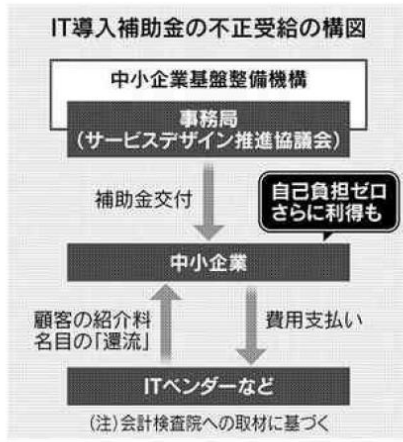 IT導入補助金の不正受給の構図
中小企業基盤整備機構
事務局
(サービスデザイン推進協議会)
補助金交付
自己負担ゼロ
さらに利得も
中小企業
顧客の紹介料
名目の「還流」
費用支払い
ITベンダーなど
(注)会計検査院への取材に基づく